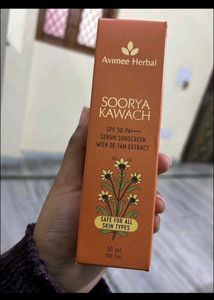 Avimee Herbal
SOORYA
KAWACH
SPF 50 PA++++
SERUM SUNSCREEN
WITH DE-TAN EXTRACT
SAFE FOR ALL
SKIN TYPES
50 ml